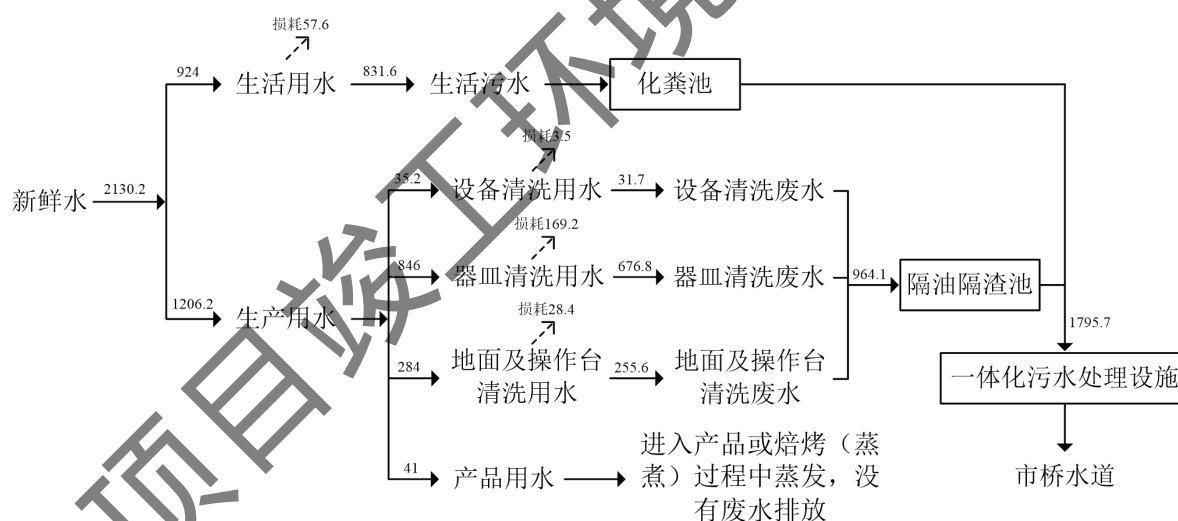 损耗57.6
924
生活用水
831.6
生活污水
化粪池
损耗3.5
35.2
设备清洗用水
31.7
设备清洗废水
新鲜水
2130.2
损耗169.2
846
器皿清洗用水
676.8
器皿清洗废水
964.1
隔油隔渣池
1206.2
生产用水
损耗28.4
1795.7
284
地面及操作台
清洗用水
255.6
地面及操作台
清洗废水
一体化污水处理设施
41
产品用水
进入产品或焙烤（蒸
煮）过程中蒸发，没
有废水排放
市桥水道
项目竣工环境